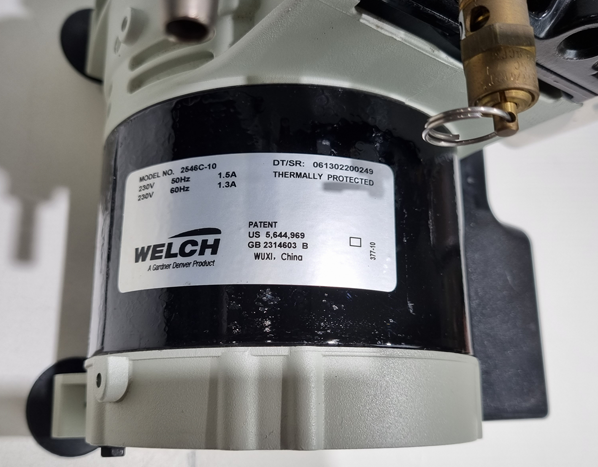 MODEL NO. 2546C-10
230V 50Hz 1.5A
230V 60Hz 1.3A
DT/SR: 061302200249
THERMALLY PROTECTED
WELCH
A Gardner Denver Product
PATENT
US 5,644,969
GB 2314603 B
WUXI, China
377-10